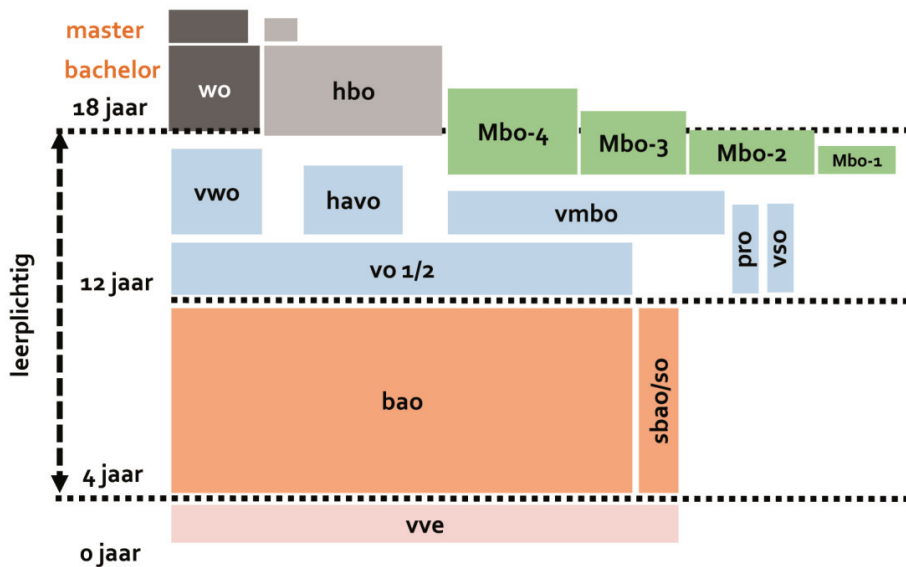 master
bachelor
18 jaar
wo
hbo
Mbo-4
Mbo-3
Mbo-2
Mbo-1
vwo
havo
vmbo
pro
vso
vo 1/2
12 jaar
leerplichtig
bao
sbao/so
4 jaar
vve
0 jaar